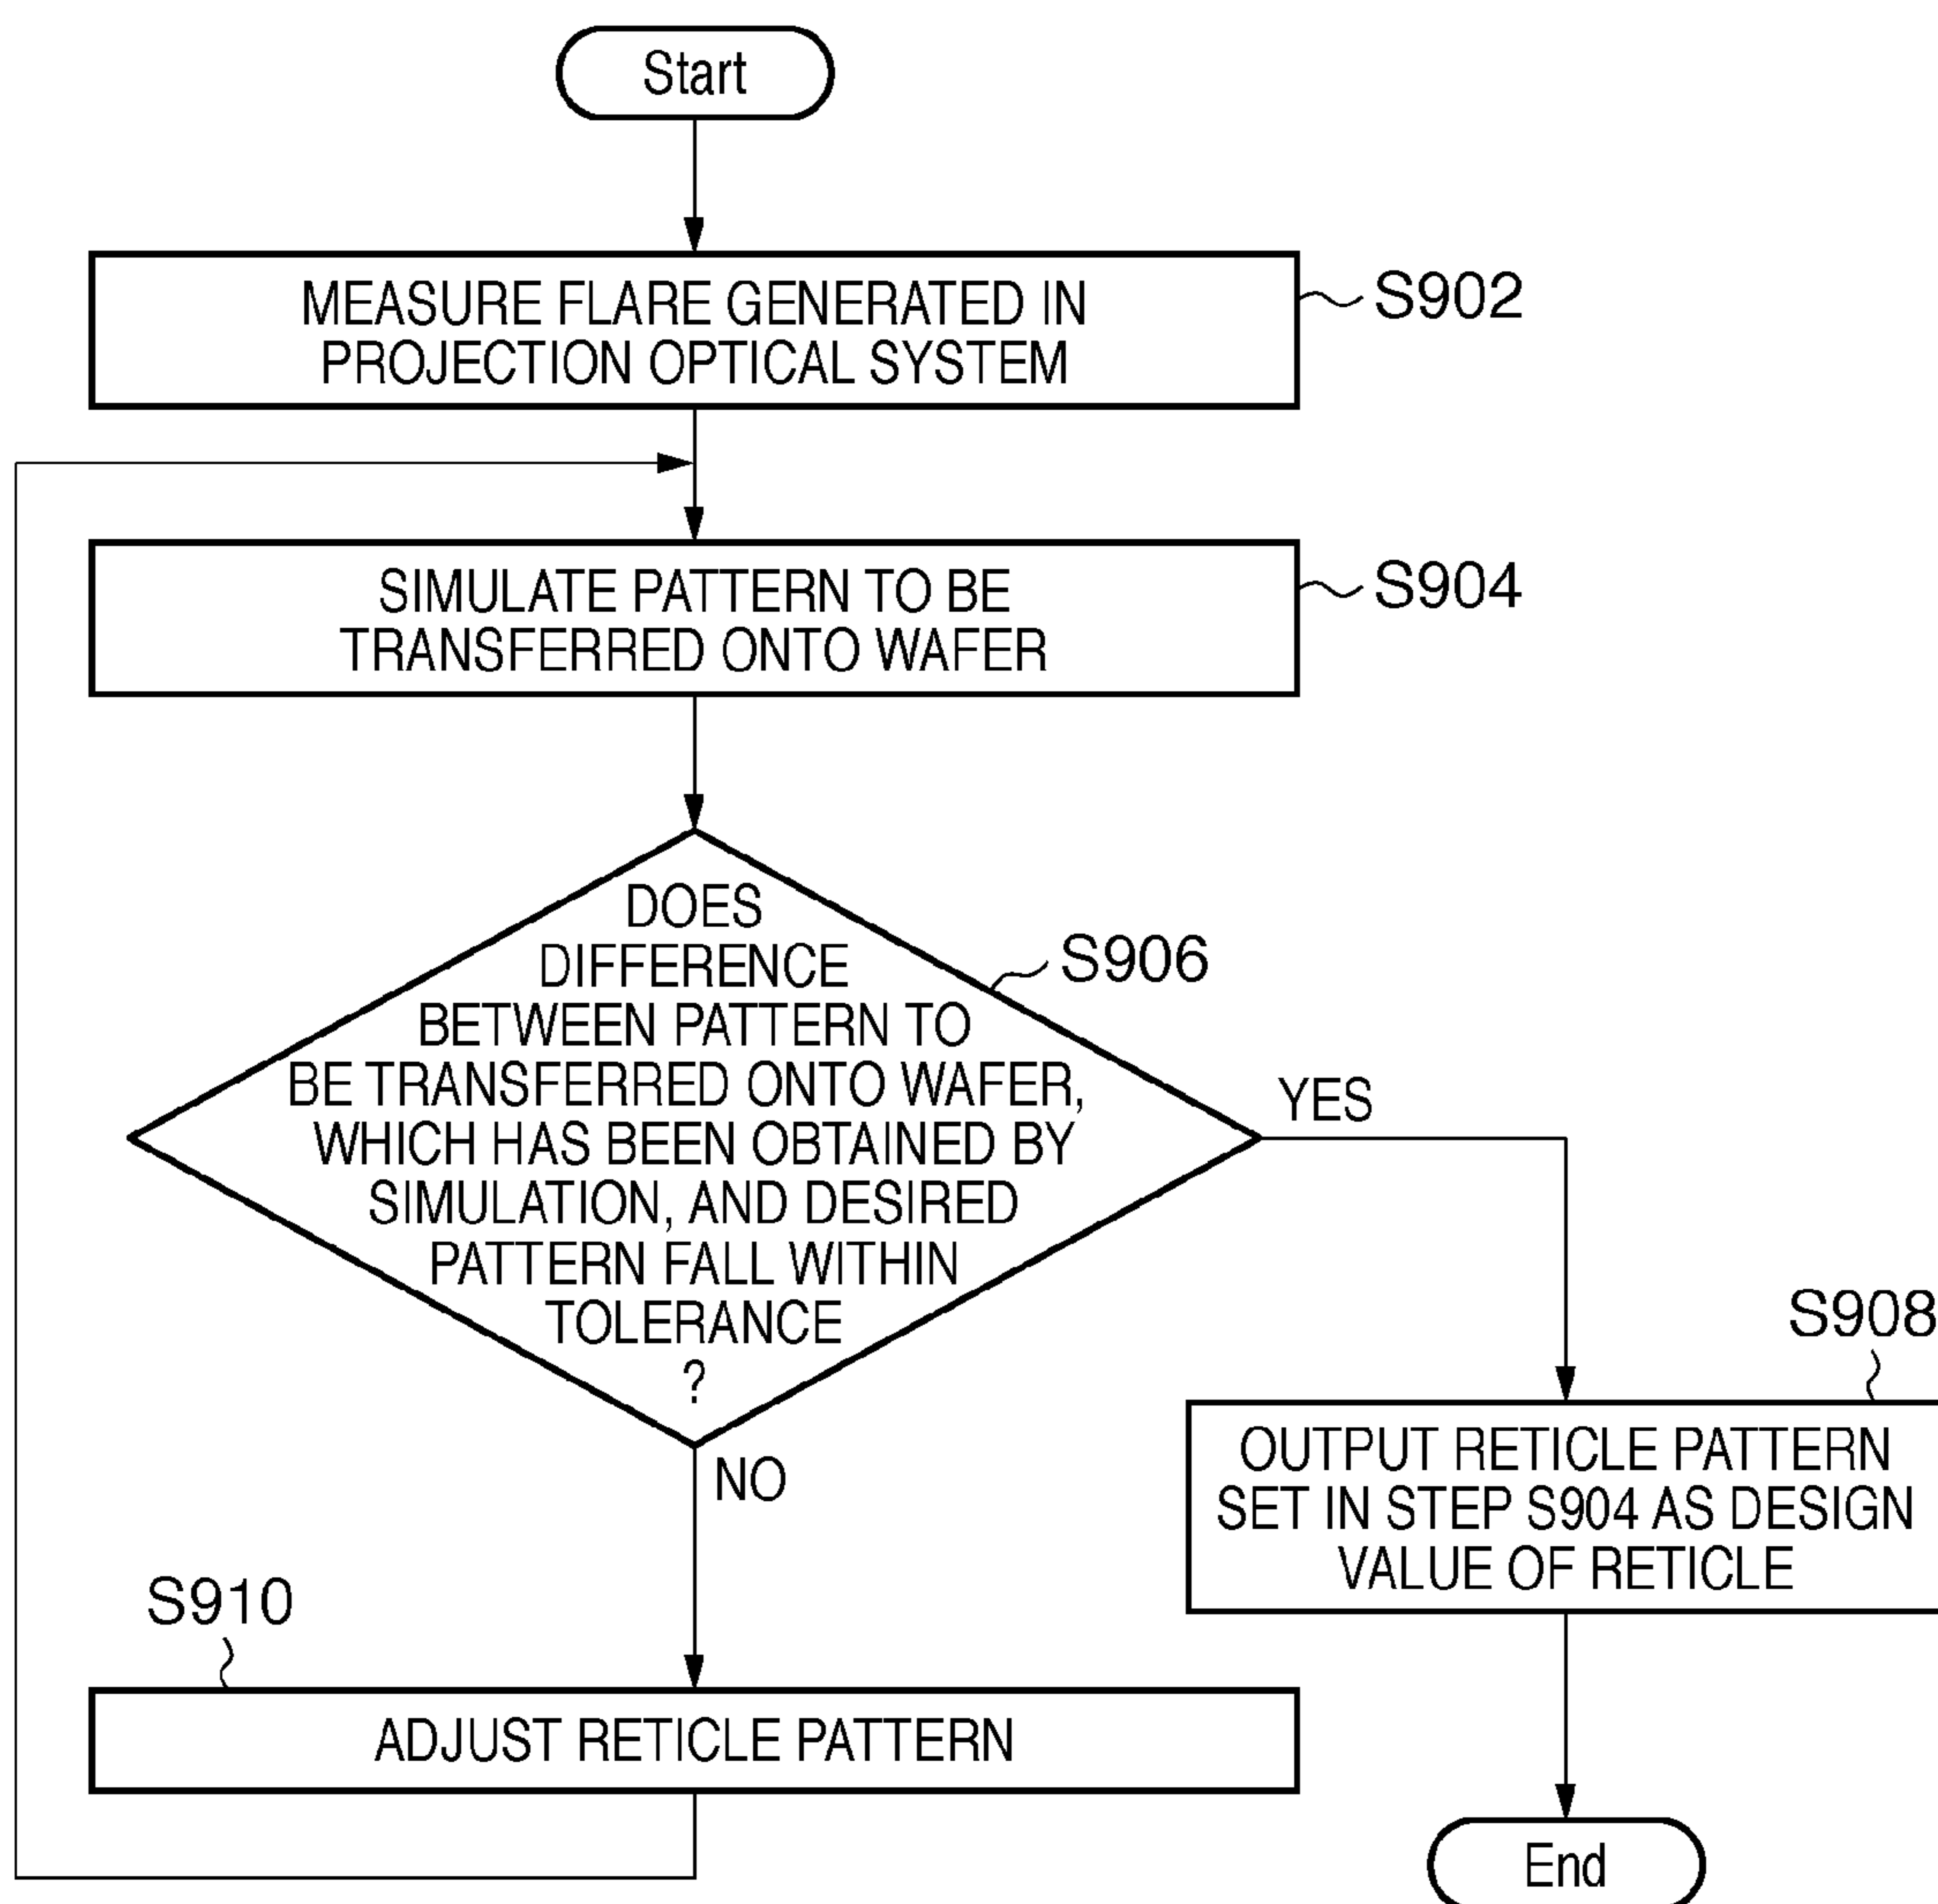 Start
MEASURE FLARE GENERATED IN
PROJECTION OPTICAL SYSTEM
S902
SIMULATE PATTERN TO BE
TRANSFERRED ONTO WAFER
S904
DOES
DIFFERENCE
BETWEEN PATTERN TO
BE TRANSFERRED ONTO WAFER,
WHICH HAS BEEN OBTAINED BY
SIMULATION, AND DESIRED
PATTERN FALL WITHIN
TOLERANCE
?
S906
YES
NO
S908
OUTPUT RETICLE PATTERN
SET IN STEP S904 AS DESIGN
VALUE OF RETICLE
S910
ADJUST RETICLE PATTERN
End